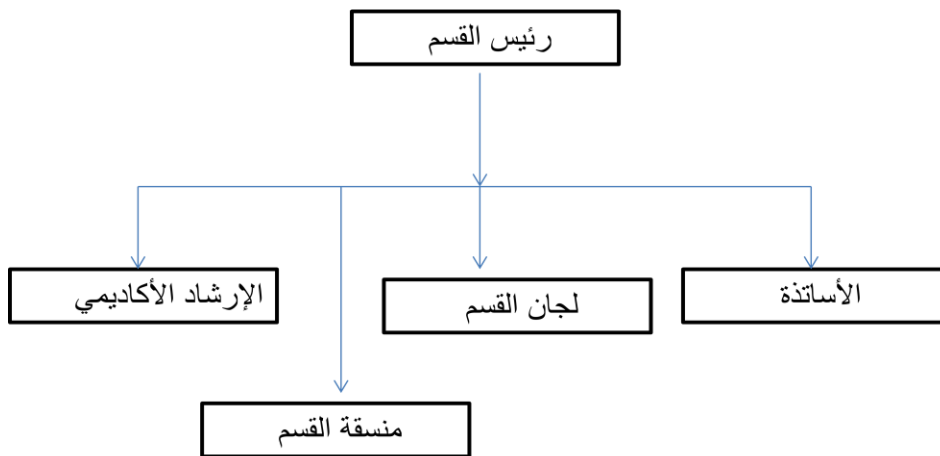 رئيس القسم
الأساتذة
لجان القسم
الإرشاد الأكاديمي
منسقة القسم